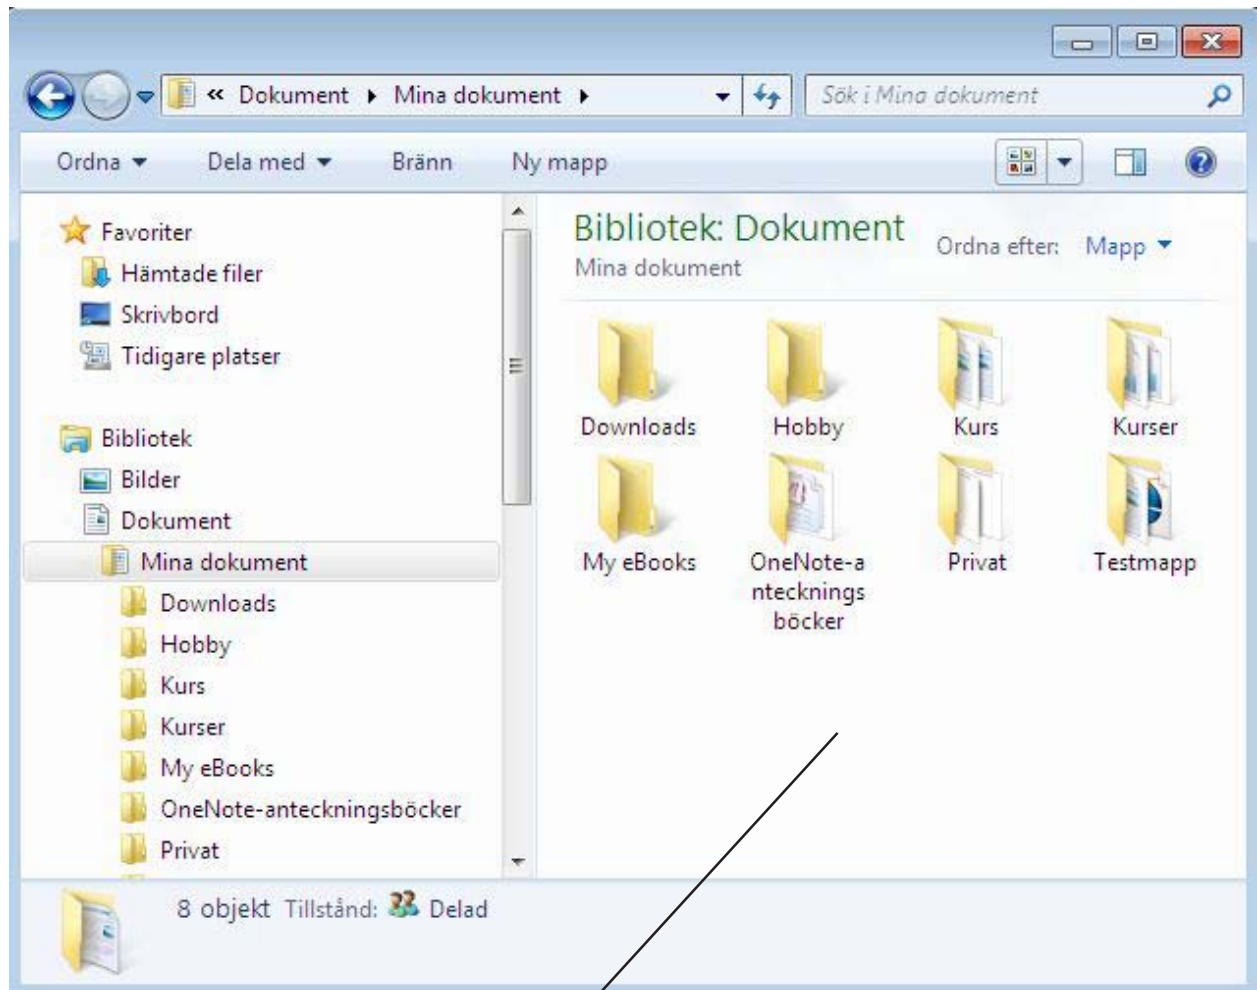 « Dokument ▸ Mina dokument ▸
Sök i Mina dokument
Ordna Dela med Bränn Ny mapp
Favoriter
Hämtade filer
Skrivbord
Tidigare platser
Bibliotek
Bilder
Dokument
Mina dokument
Downloads
Hobby
Kurs
Kurser
My eBooks
OneNote-anteckningsböcker
Privat
Bibliotek: Dokument
Mina dokument
Ordna efter: Mapp
Downloads
Hobby
Kurs
Kurser
My eBooks
OneNote-a
ntecknings
böcker
Privat
Testmapp
8 objekt Tillstånd: Delad